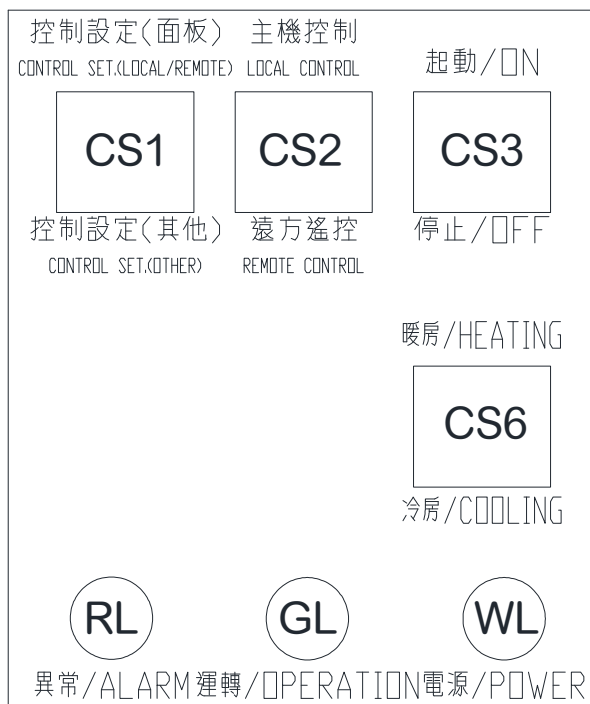 控制設定(面板) 主機控制
CONTROL SET.(LOCAL/REMOTE) LOCAL CONTROL
起動/ON
CS1 CS2 CS3
控制設定(其他) 遠方遙控 停止/OFF
CONTROL SET.(OTHER) REMOTE CONTROL
暖房/HEATING
CS6
冷房/COOLING
RL GL WL
異常/ALARM 運轉/OPERATION 電源/POWER